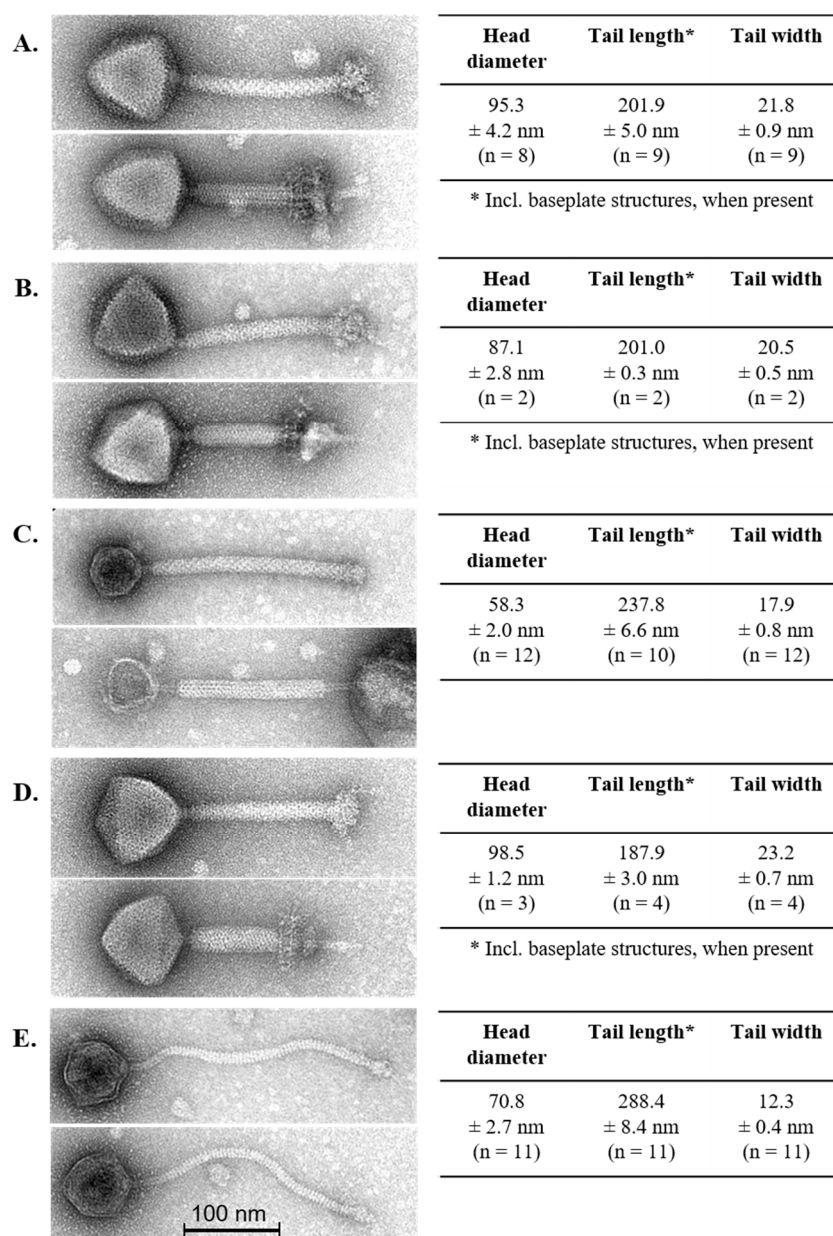 A.
Head diameter Tail length* Tail width
95.3 ± 4.2 nm (n = 8) 201.9 ± 5.0 nm (n = 9) 21.8 ± 0.9 nm (n = 9)
* Incl. baseplate structures, when present
B.
Head diameter Tail length* Tail width
87.1 ± 2.8 nm (n = 2) 201.0 ± 0.3 nm (n = 2) 20.5 ± 0.5 nm (n = 2)
* Incl. baseplate structures, when present
C.
Head diameter Tail length* Tail width
58.3 ± 2.0 nm (n = 12) 237.8 ± 6.6 nm (n = 10) 17.9 ± 0.8 nm (n = 12)
D.
Head diameter Tail length* Tail width
98.5 ± 1.2 nm (n = 3) 187.9 ± 3.0 nm (n = 4) 23.2 ± 0.7 nm (n = 4)
* Incl. baseplate structures, when present
E.
Head diameter Tail length* Tail width
70.8 ± 2.7 nm (n = 11) 288.4 ± 8.4 nm (n = 11) 12.3 ± 0.4 nm (n = 11)
100 nm